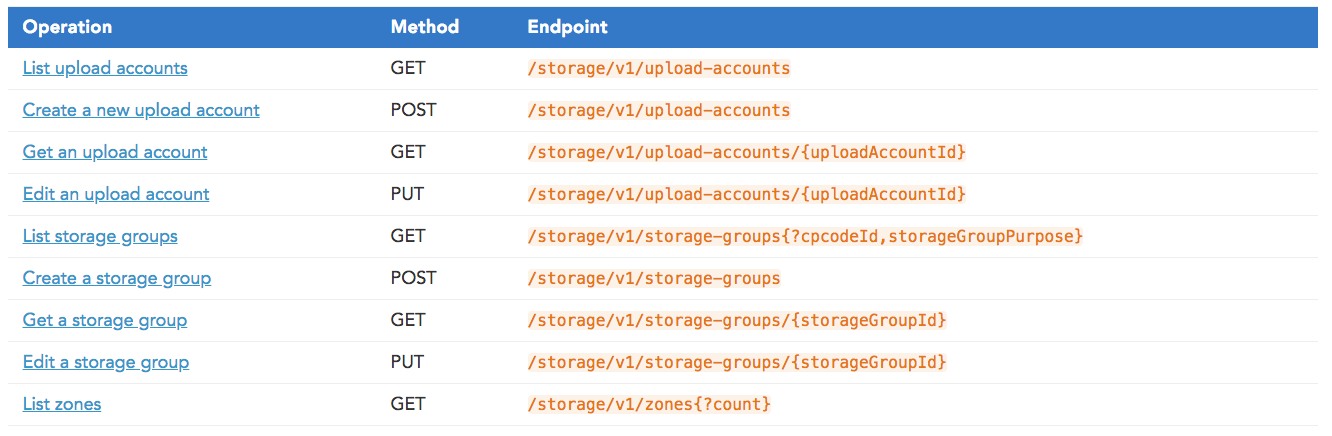 Operation Method Endpoint
List upload accounts GET /storage/v1/upload-accounts
Create a new upload account POST /storage/v1/upload-accounts
Get an upload account GET /storage/v1/upload-accounts/{uploadAccountId}
Edit an upload account PUT /storage/v1/upload-accounts/{uploadAccountId}
List storage groups GET /storage/v1/storage-groups{?cpcodeId,storageGroupPurpose}
Create a storage group POST /storage/v1/storage-groups
Get a storage group GET /storage/v1/storage-groups/{storageGroupId}
Edit a storage group PUT /storage/v1/storage-groups/{storageGroupId}
List zones GET /storage/v1/zones{?count}